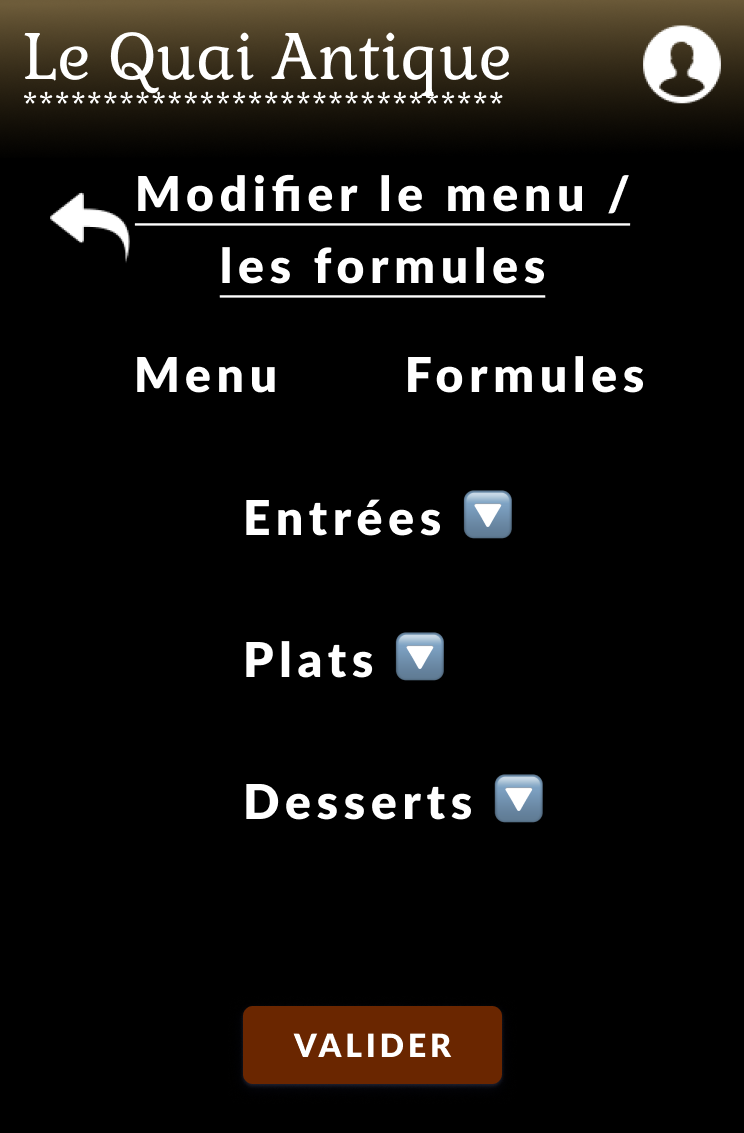 Le Quai Antique
******************************
Modifier le menu /
les formules
Menu Formules
Entrées 🔽
Plats 🔽
Desserts 🔽
VALIDER